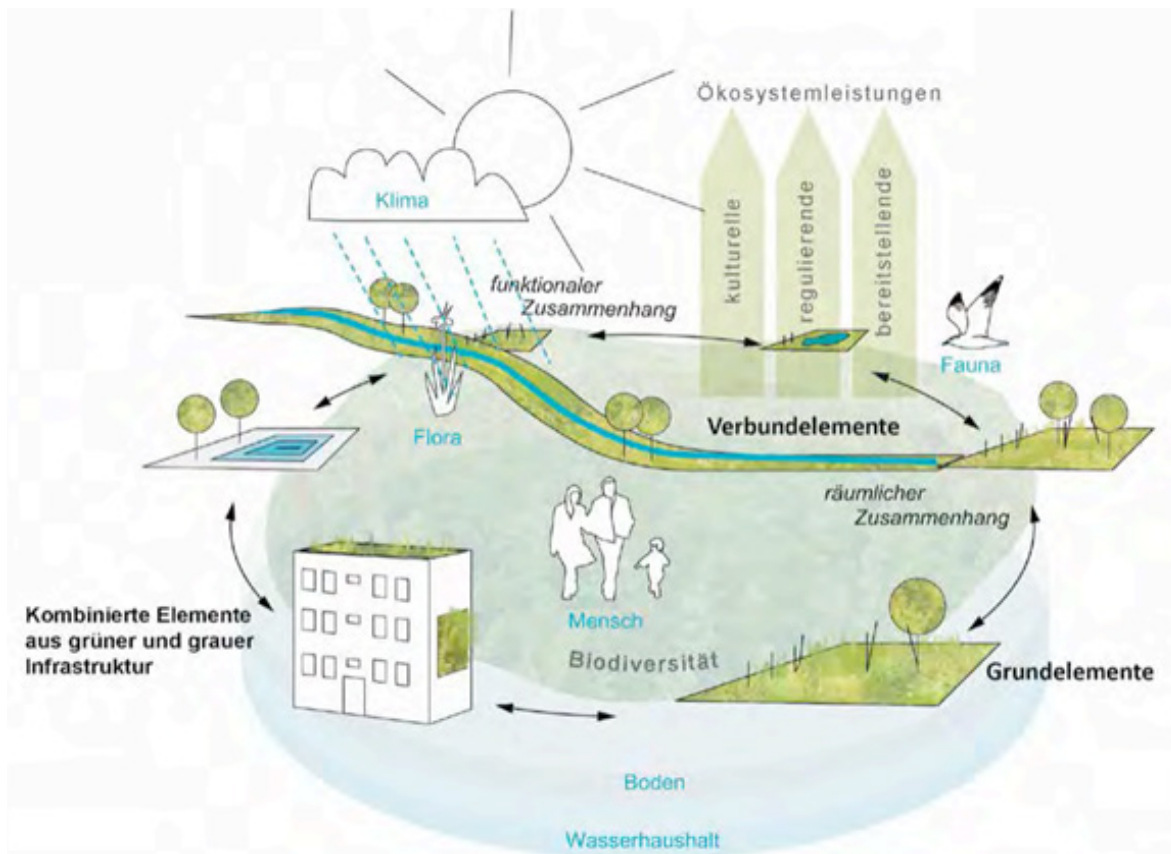 Ökosystemleistungen
kulturelle
regulierende
bereitstellende
Klima
funktionaler
Zusammenhang
Fauna
Flora
Verbundelemente
räumlicher
Zusammenhang
Mensch
Kombinierte Elemente
aus grüner und grauer
Infrastruktur
Biodiversität
Grundelemente
Boden
Wasserhaushalt